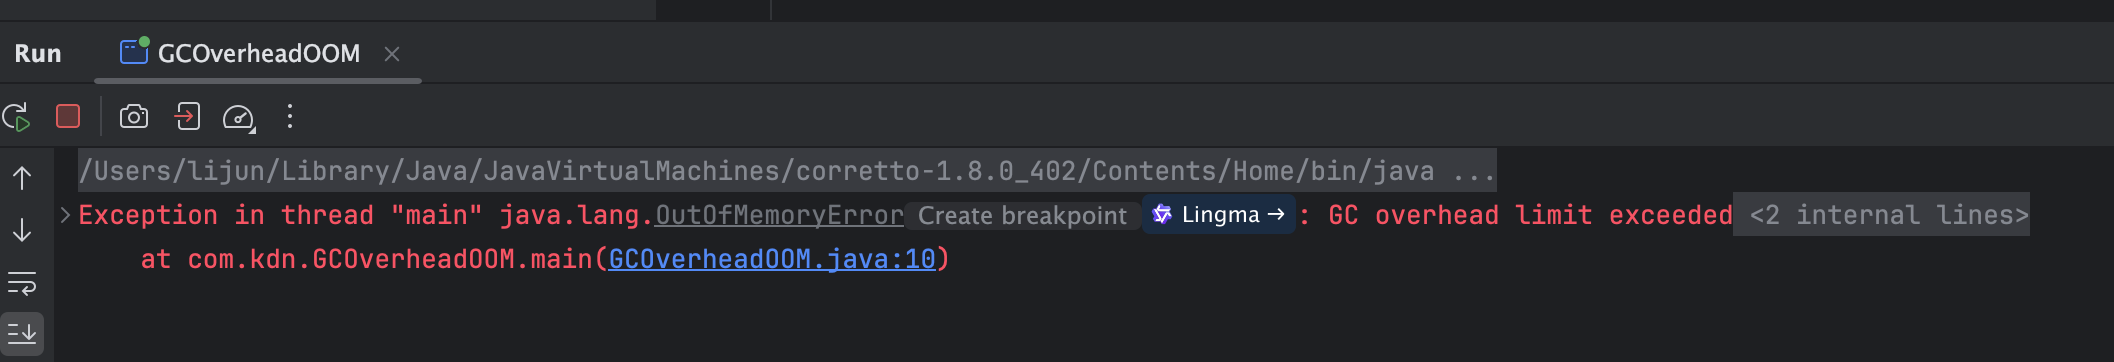 Run GCOverheadOOM
/Users/lijun/Library/Java/JavaVirtualMachines/corretto-1.8.0_402/Contents/Home/bin/java ...
Exception in thread "main" java.lang.OutOfMemoryError Create breakpoint Lingma → : GC overhead limit exceeded <2 internal lines>
at com.kdn.GCOverheadOOM.main(GCOverheadOOM.java:10)